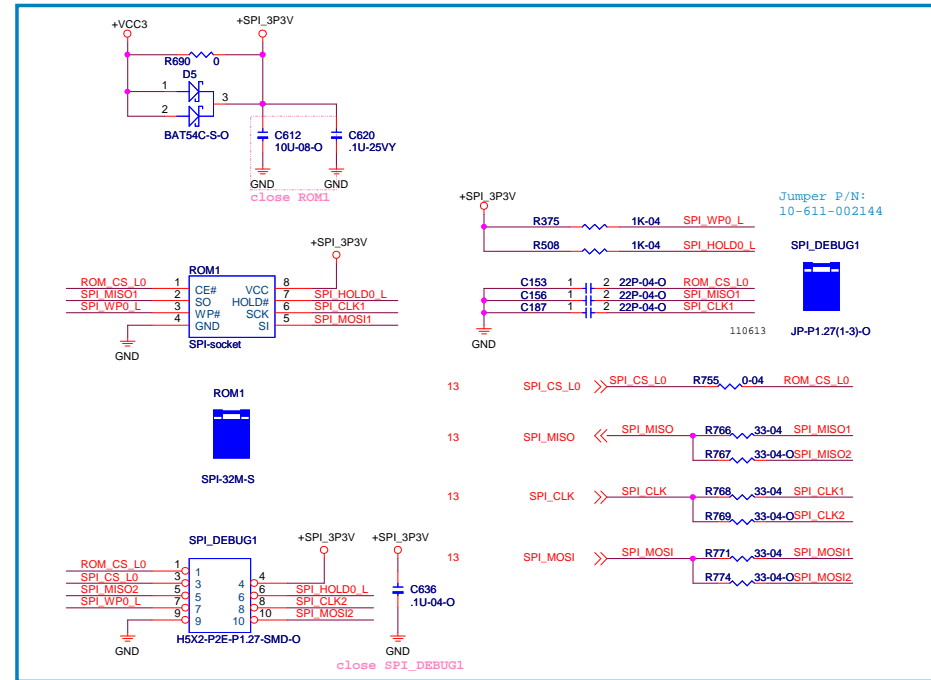 +VCC3
+SPI_3P3V
R690 0
D5
1
3
2
BAT54C-S-O
C612
10U-08-O
C620
.1U-25VY
GND
GND
close ROM1
+SPI_3P3V
R375 1K-04 SPI_WP0_L
R508 1K-04 SPI_HOLD0_L
C153 1 2 22P-04-O ROM_CS_L0
C156 1 2 22P-04-O SPI_MISO1
C187 1 2 22P-04-O SPI_CLK1
GND
110613
Jumper P/N:
10-611-002144
SPI_DEBUG1
JP-P1.27(1-3)-O
+SPI_3P3V
ROM1
ROM_CS_L0 1 CE# VCC 8
SPI_MISO1 2 SO HOLD# 7 SPI_HOLD0_L
SPI_WP0_L 3 WP# SCK 6 SPI_CLK1
4 GND SI 5 SPI_MOSI1
SPI-socket
GND
ROM1
SPI-32M-S
13 SPI_CS_L0 SPI_CS_L0 R755 0-04 ROM_CS_L0
13 SPI_MISO SPI_MISO R766 33-04 SPI_MISO1
R767 33-04-O SPI_MISO2
13 SPI_CLK SPI_CLK R768 33-04 SPI_CLK1
R769 33-04-O SPI_CLK2
13 SPI_MOSI SPI_MOSI R771 33-04 SPI_MOSI1
R774 33-04-O SPI_MOSI2
SPI_DEBUG1
+SPI_3P3V
+SPI_3P3V
ROM_CS_L0 1 1
SPI_CS_L0 3 3 4 4
SPI_MISO2 5 5 6 6 SPI_HOLD0_L
SPI_WP0_L 7 7 8 8 SPI_CLK2
9 9 10 10 SPI_MOSI2
H5X2-P2E-P1.27-SMD-O
GND
C636
.1U-04-O
GND
close SPI_DEBUG1